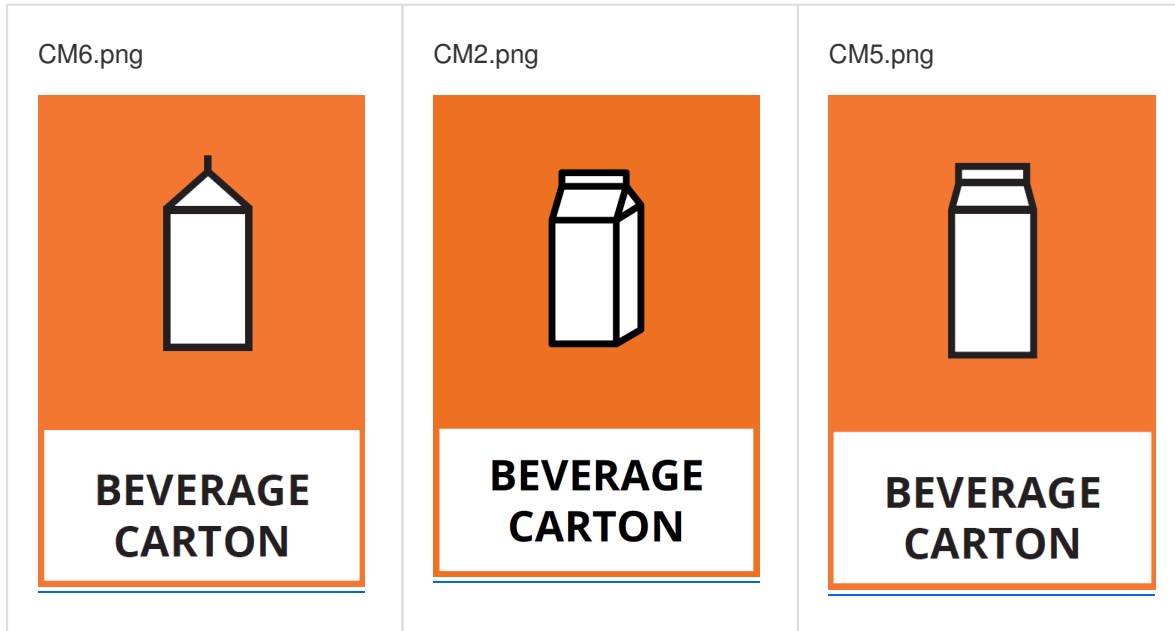 CM6.png
BEVERAGE
CARTON
CM2.png
BEVERAGE
CARTON
CM5.png
BEVERAGE
CARTON